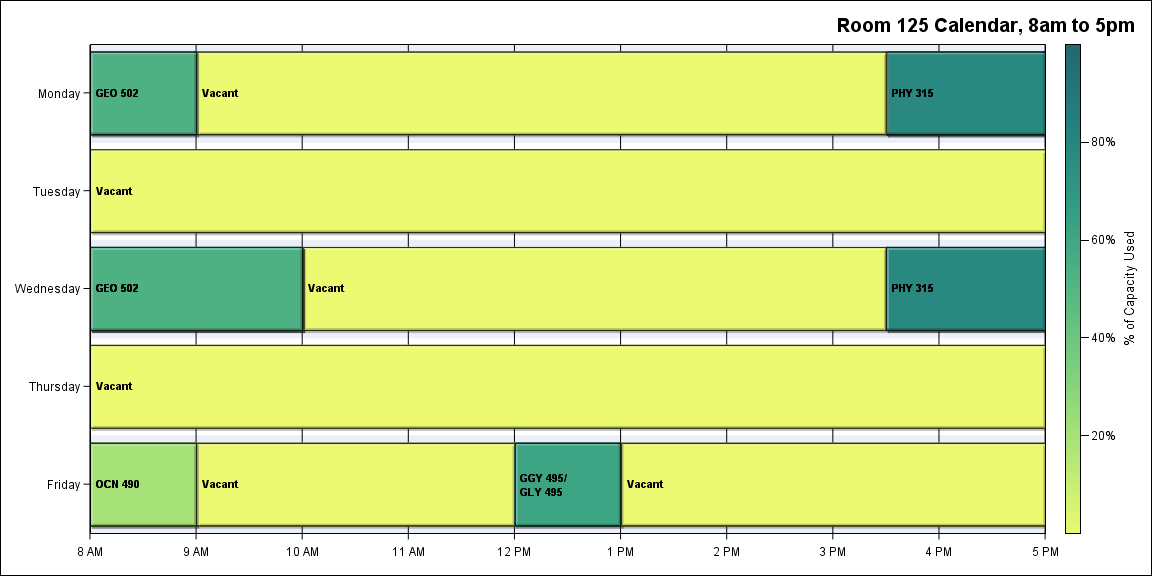 Room 125 Calendar, 8am to 5pm
Monday
GEO 502
Vacant
PHY 315
Tuesday
Vacant
Wednesday
GEO 502
Vacant
PHY 315
Thursday
Vacant
Friday
OCN 490
Vacant
GGY 495/
GLY 495
Vacant
8 AM
9 AM
10 AM
11 AM
12 PM
1 PM
2 PM
3 PM
4 PM
5 PM
80%
60%
40%
20%
% of Capacity Used